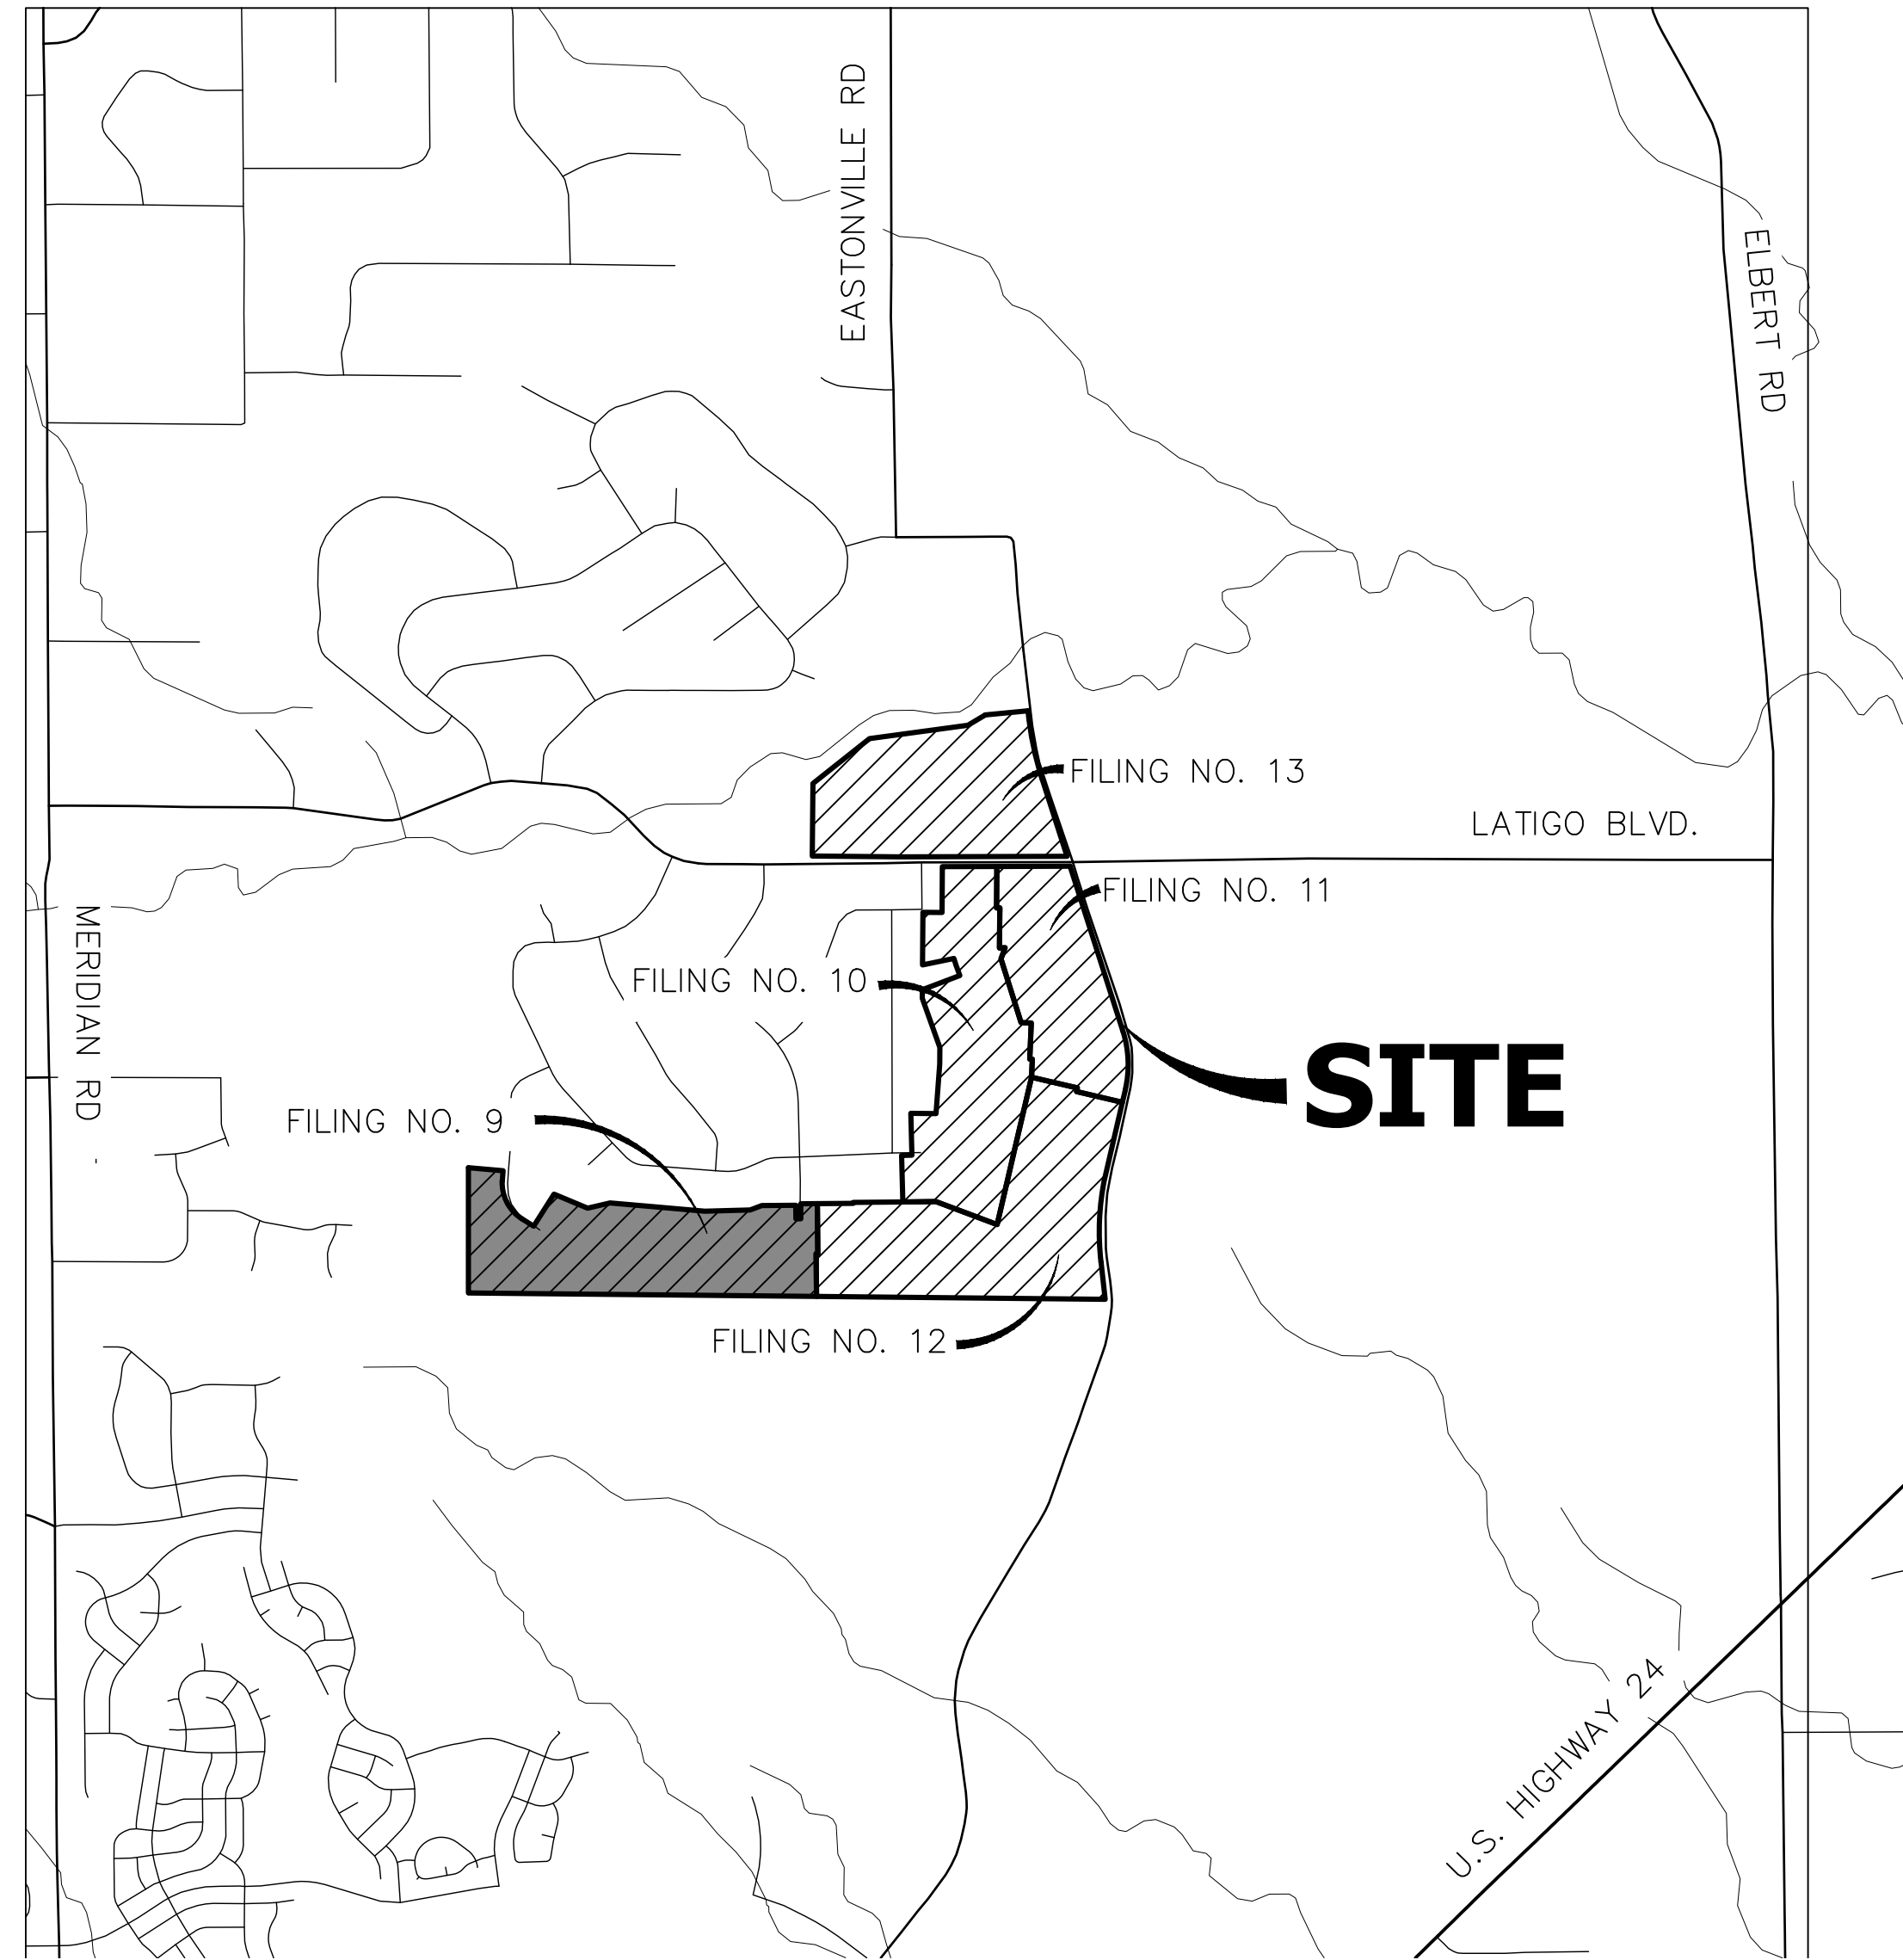 EASTONVILLE RD
ELBERT RD
FILING NO. 13
LATIGO BLVD.
FILING NO. 11
MERIDIAN RD
FILING NO. 10
SITE
FILING NO. 9
FILING NO. 12
U.S. HIGHWAY 24